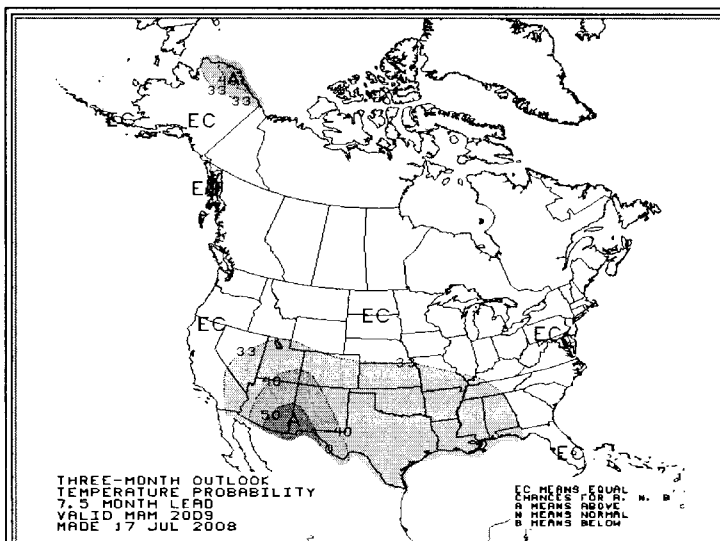 40
33
33
EC
EC
EC
EC
EC
EC
33
33
40
50
A
40
EC
THREE-MONTH OUTLOOK
TEMPERATURE PROBABILITY
7.5 MONTH LEAD
VALID MAM 2009
MADE 17 JUL 2008
EC MEANS EQUAL
CHANCES FOR A, N, B
A MEANS ABOVE
N MEANS NORMAL
B MEANS BELOW